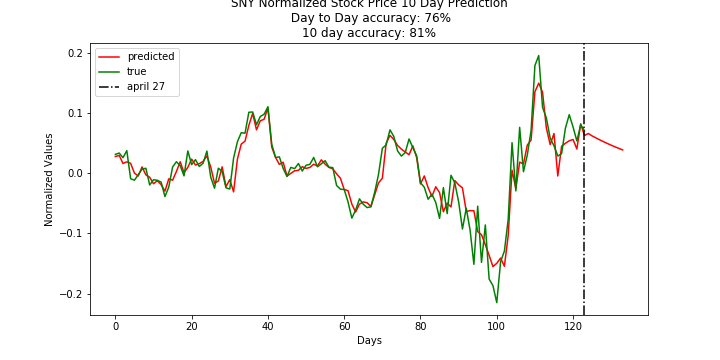 SNY Normalized Stock Price 10 Day Prediction
Day to Day accuracy: 76%
10 day accuracy: 81%
predicted
true
april 27
0.2
0.1
0.0
−0.1
−0.2
Normalized Values
0
20
40
60
80
100
120
Days